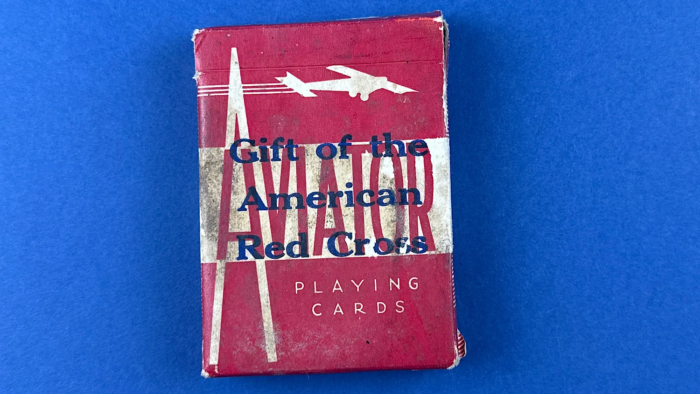 Gift of the
AVIATOR
American
Red Cross
PLAYING
CARDS